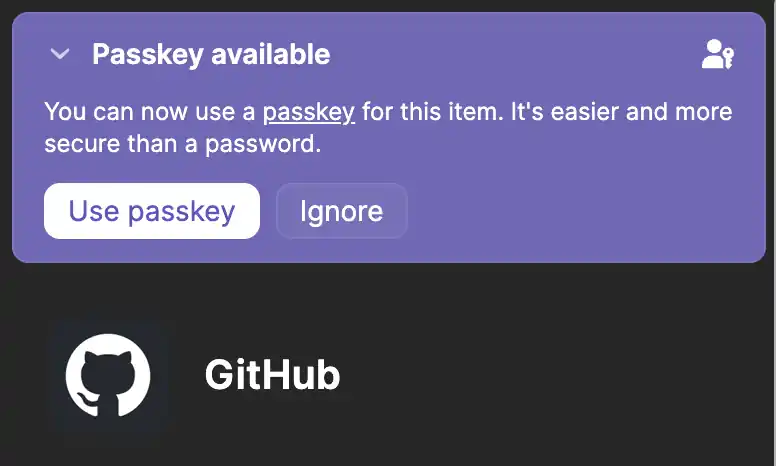 Passkey available
You can now use a passkey for this item. It's easier and more
secure than a password.
Use passkey
Ignore
GitHub